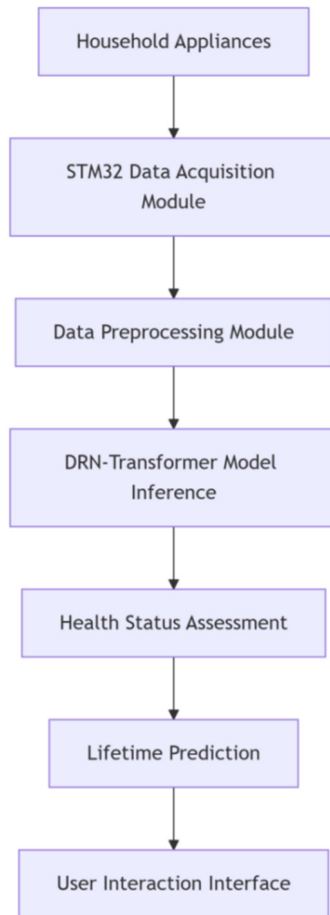 Household Appliances
STM32 Data Acquisition
Module
Data Preprocessing Module
DRN-Transformer Model
Inference
Health Status Assessment
Lifetime Prediction
User Interaction Interface